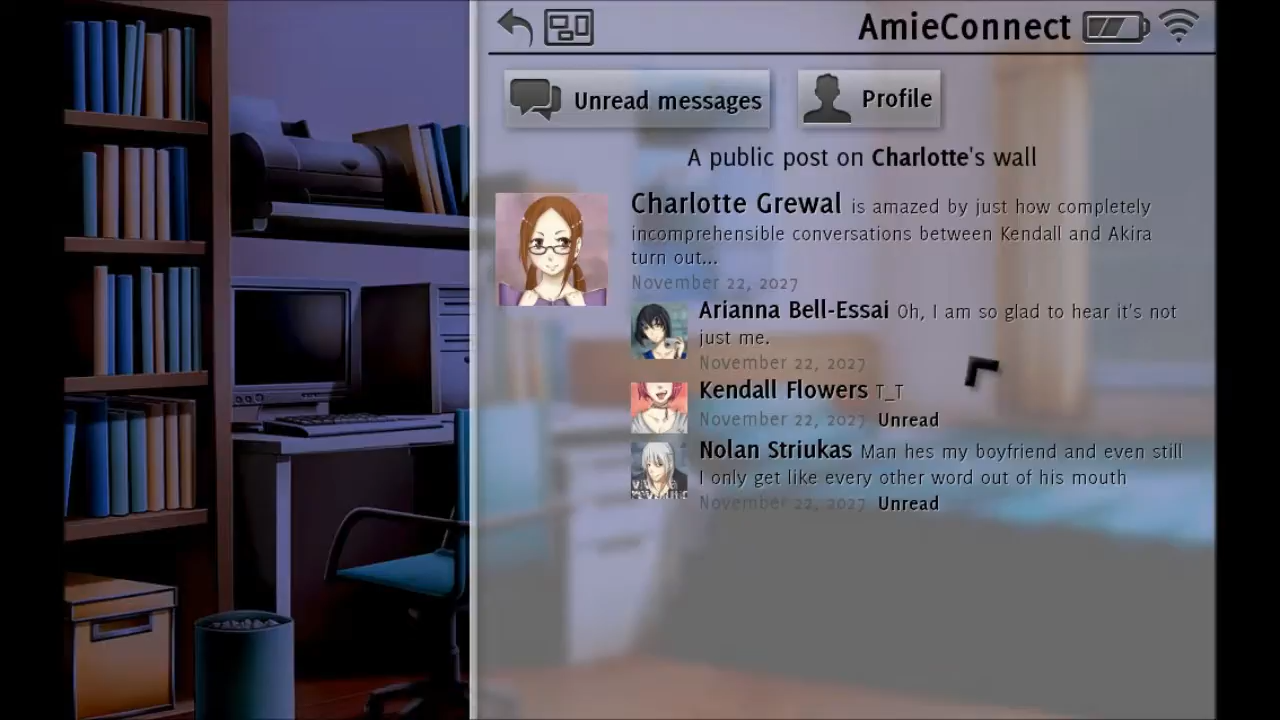 AmieConnect
Unread messages
Profile
A public post on Charlotte's wall
Charlotte Grewal is amazed by just how completely
incomprehensible conversations between Kendall and Akira
turn out...
November 22, 2027
Arianna Bell-Essai Oh, I am so glad to hear it's not
just me.
November 22, 2027
Kendall Flowers T_T
November 22, 2027 Unread
Nolan Striukas Man hes my boyfriend and even still
I only get like every other word out of his mouth
November 22, 2027 Unread